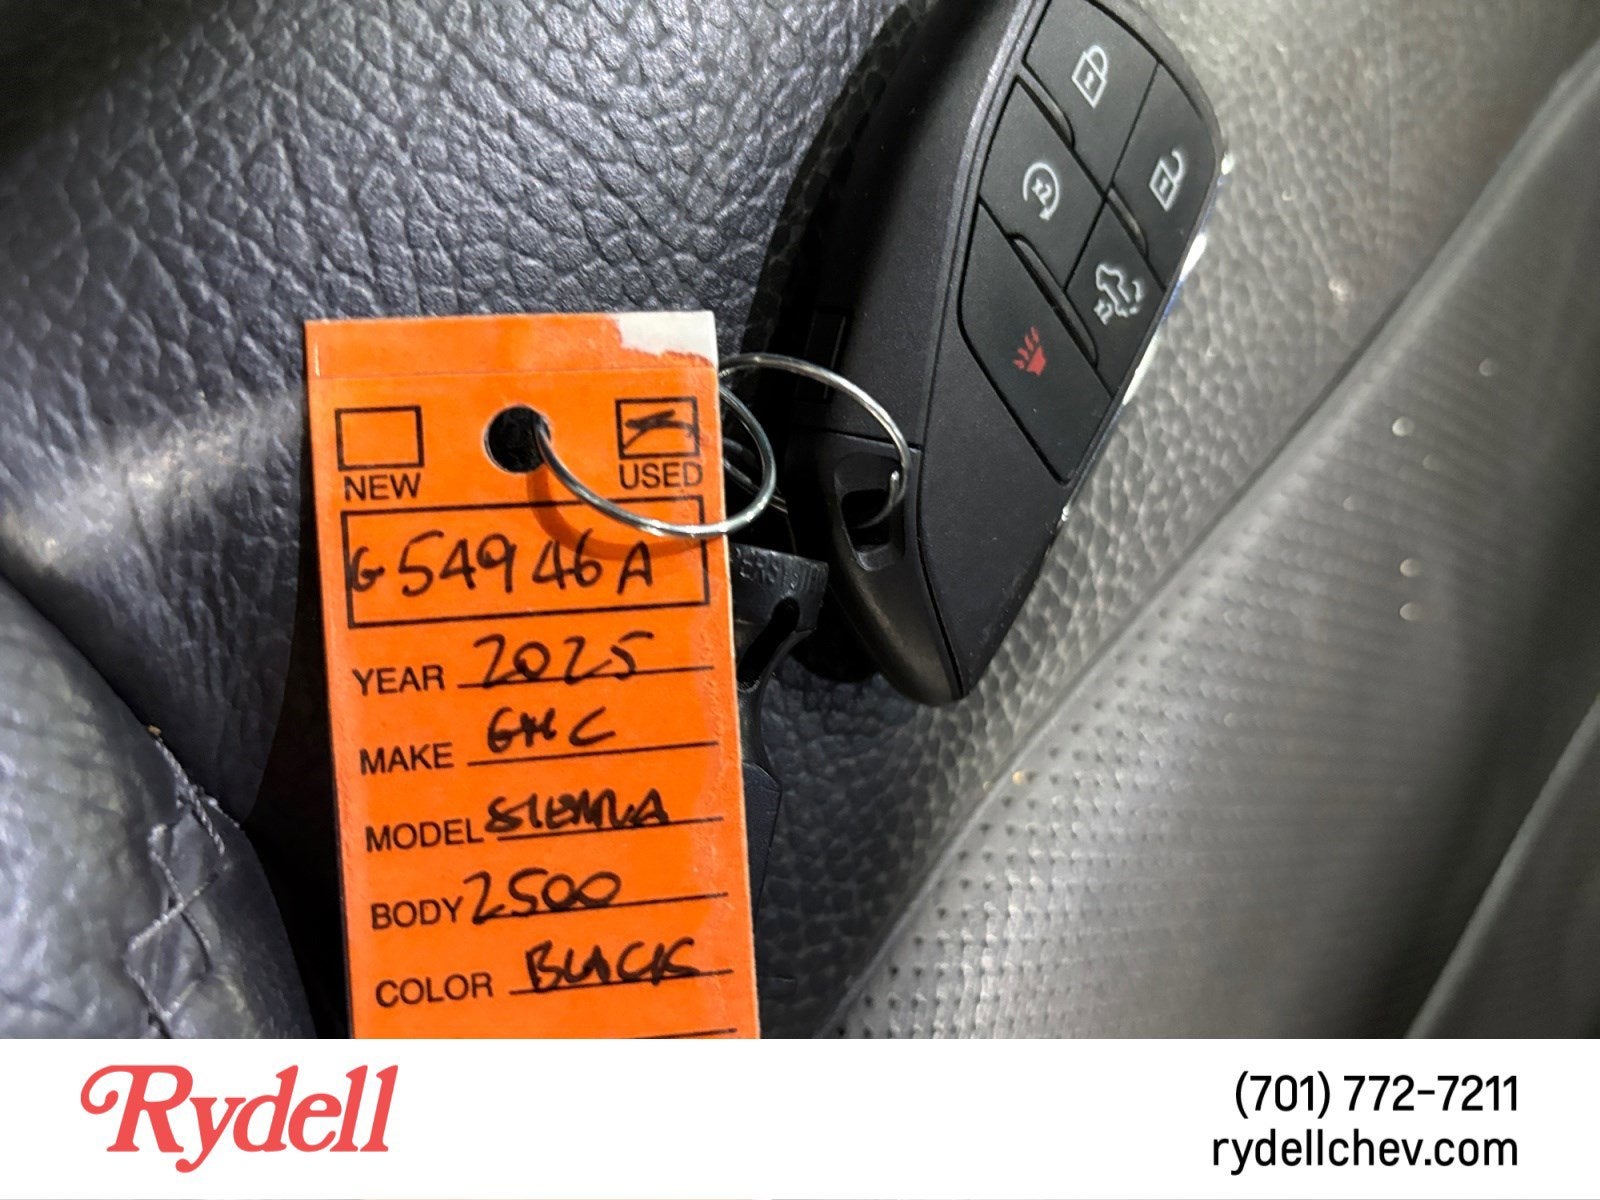 NEW USED
G54946A
YEAR 2025
MAKE GMC
MODEL SIERRA
BODY 2500
COLOR BLACK
Rydell
(701) 772-7211
rydellchev.com